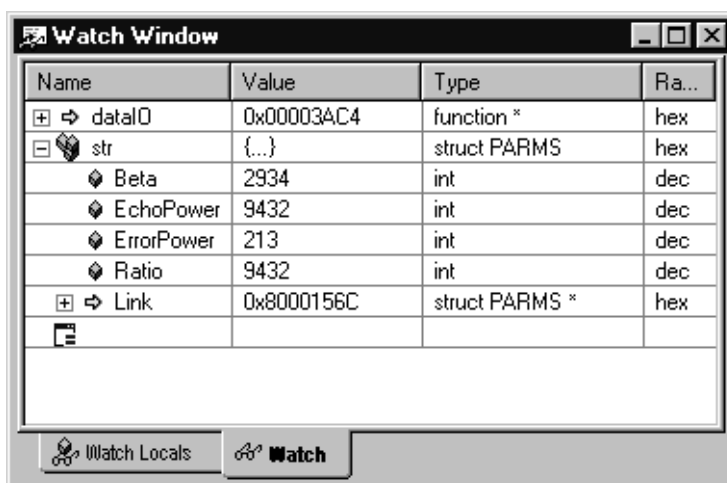 Watch Window
Name Value Type Ra...
dataIO 0x00003AC4 function * hex
str {...} struct PARMS hex
Beta 2934 int dec
EchoPower 9432 int dec
ErrorPower 213 int dec
Ratio 9432 int dec
Link 0x8000156C struct PARMS * hex
Watch Locals Watch